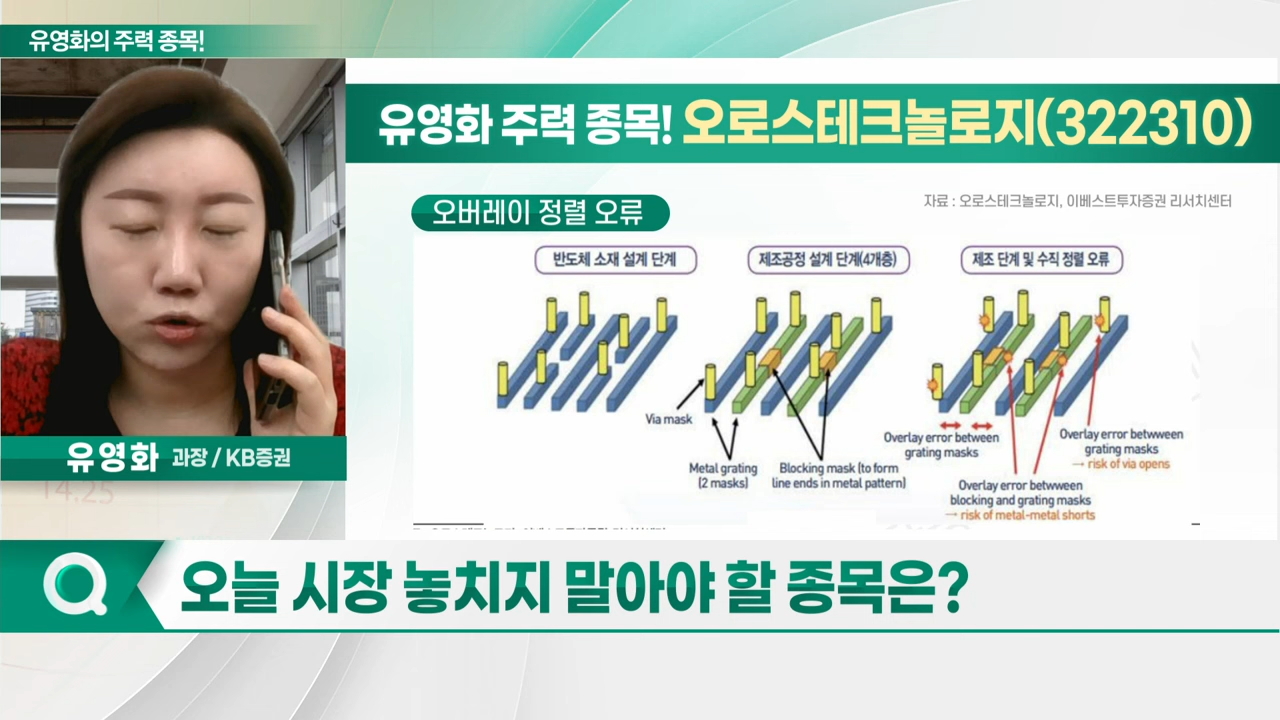 유영화의 주력 종목!
유영화 주력 종목! 오로스테크놀로지(322310)
오버레이 정렬 오류
자료 : 오로스테크놀로지, 이베스트투자증권 리서치센터
반도체 소재 설계 단계
제조공정 설계 단계(4개층)
제조 단계 및 수직 정렬 오류
Via mask
Metal grating
(2 masks)
Blocking mask (to form
line ends in metal pattern)
Overlay error between
grating masks
Overlay error betwween
grating masks
→ risk of via opens
Overlay error betwween
blocking and grating masks
→ risk of metal-metal shorts
유영화 과장 / KB증권
14:25
오늘 시장 놓치지 말아야 할 종목은?